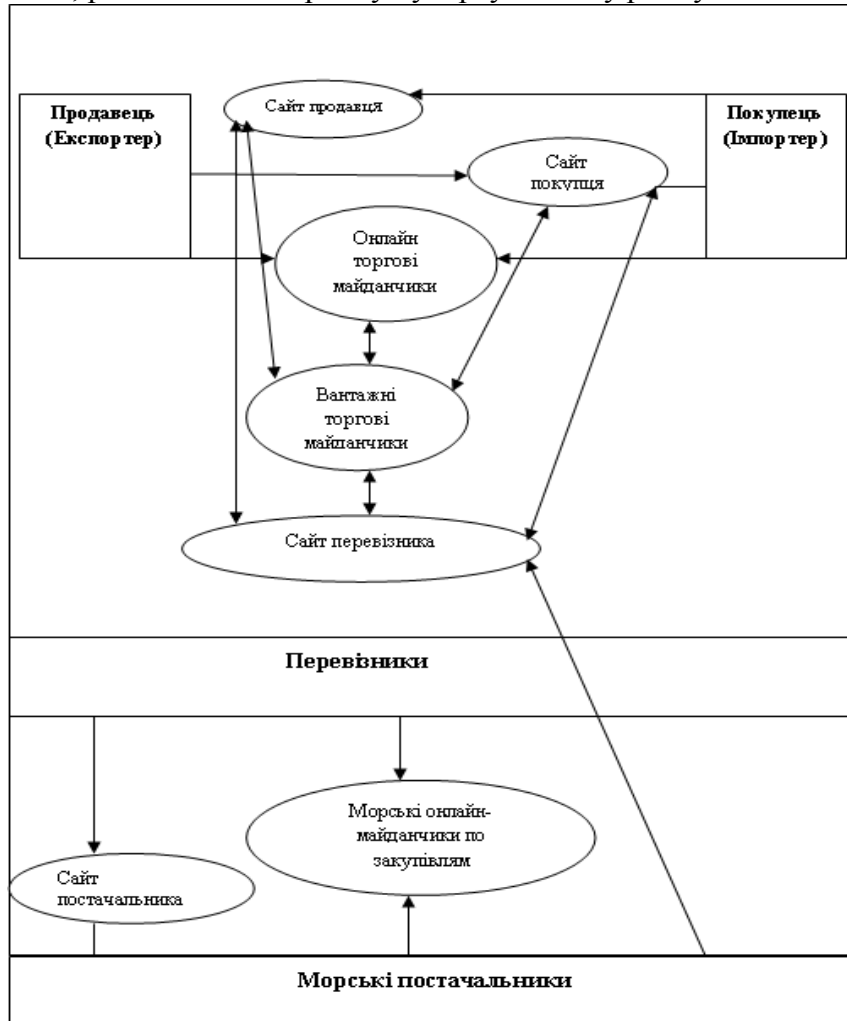 Сайт продавця
Продавець
(Експортер)
Покупець
(Імпортер)
Сайт
покупця
Онлайн
торгові
майданчики
Вантажні
торгові
майданчики
Сайт перевізника
Перевізники
Морські онлайн-
майданчики по
закупівлям
Сайт
постачальника
Морські постачальники